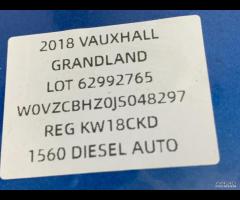 2018 VAUXHALL
GRANDLAND
LOT 62992765
W0VZCBHZ0JS048297
REG KW18CKD
1560 DIESEL AUTO